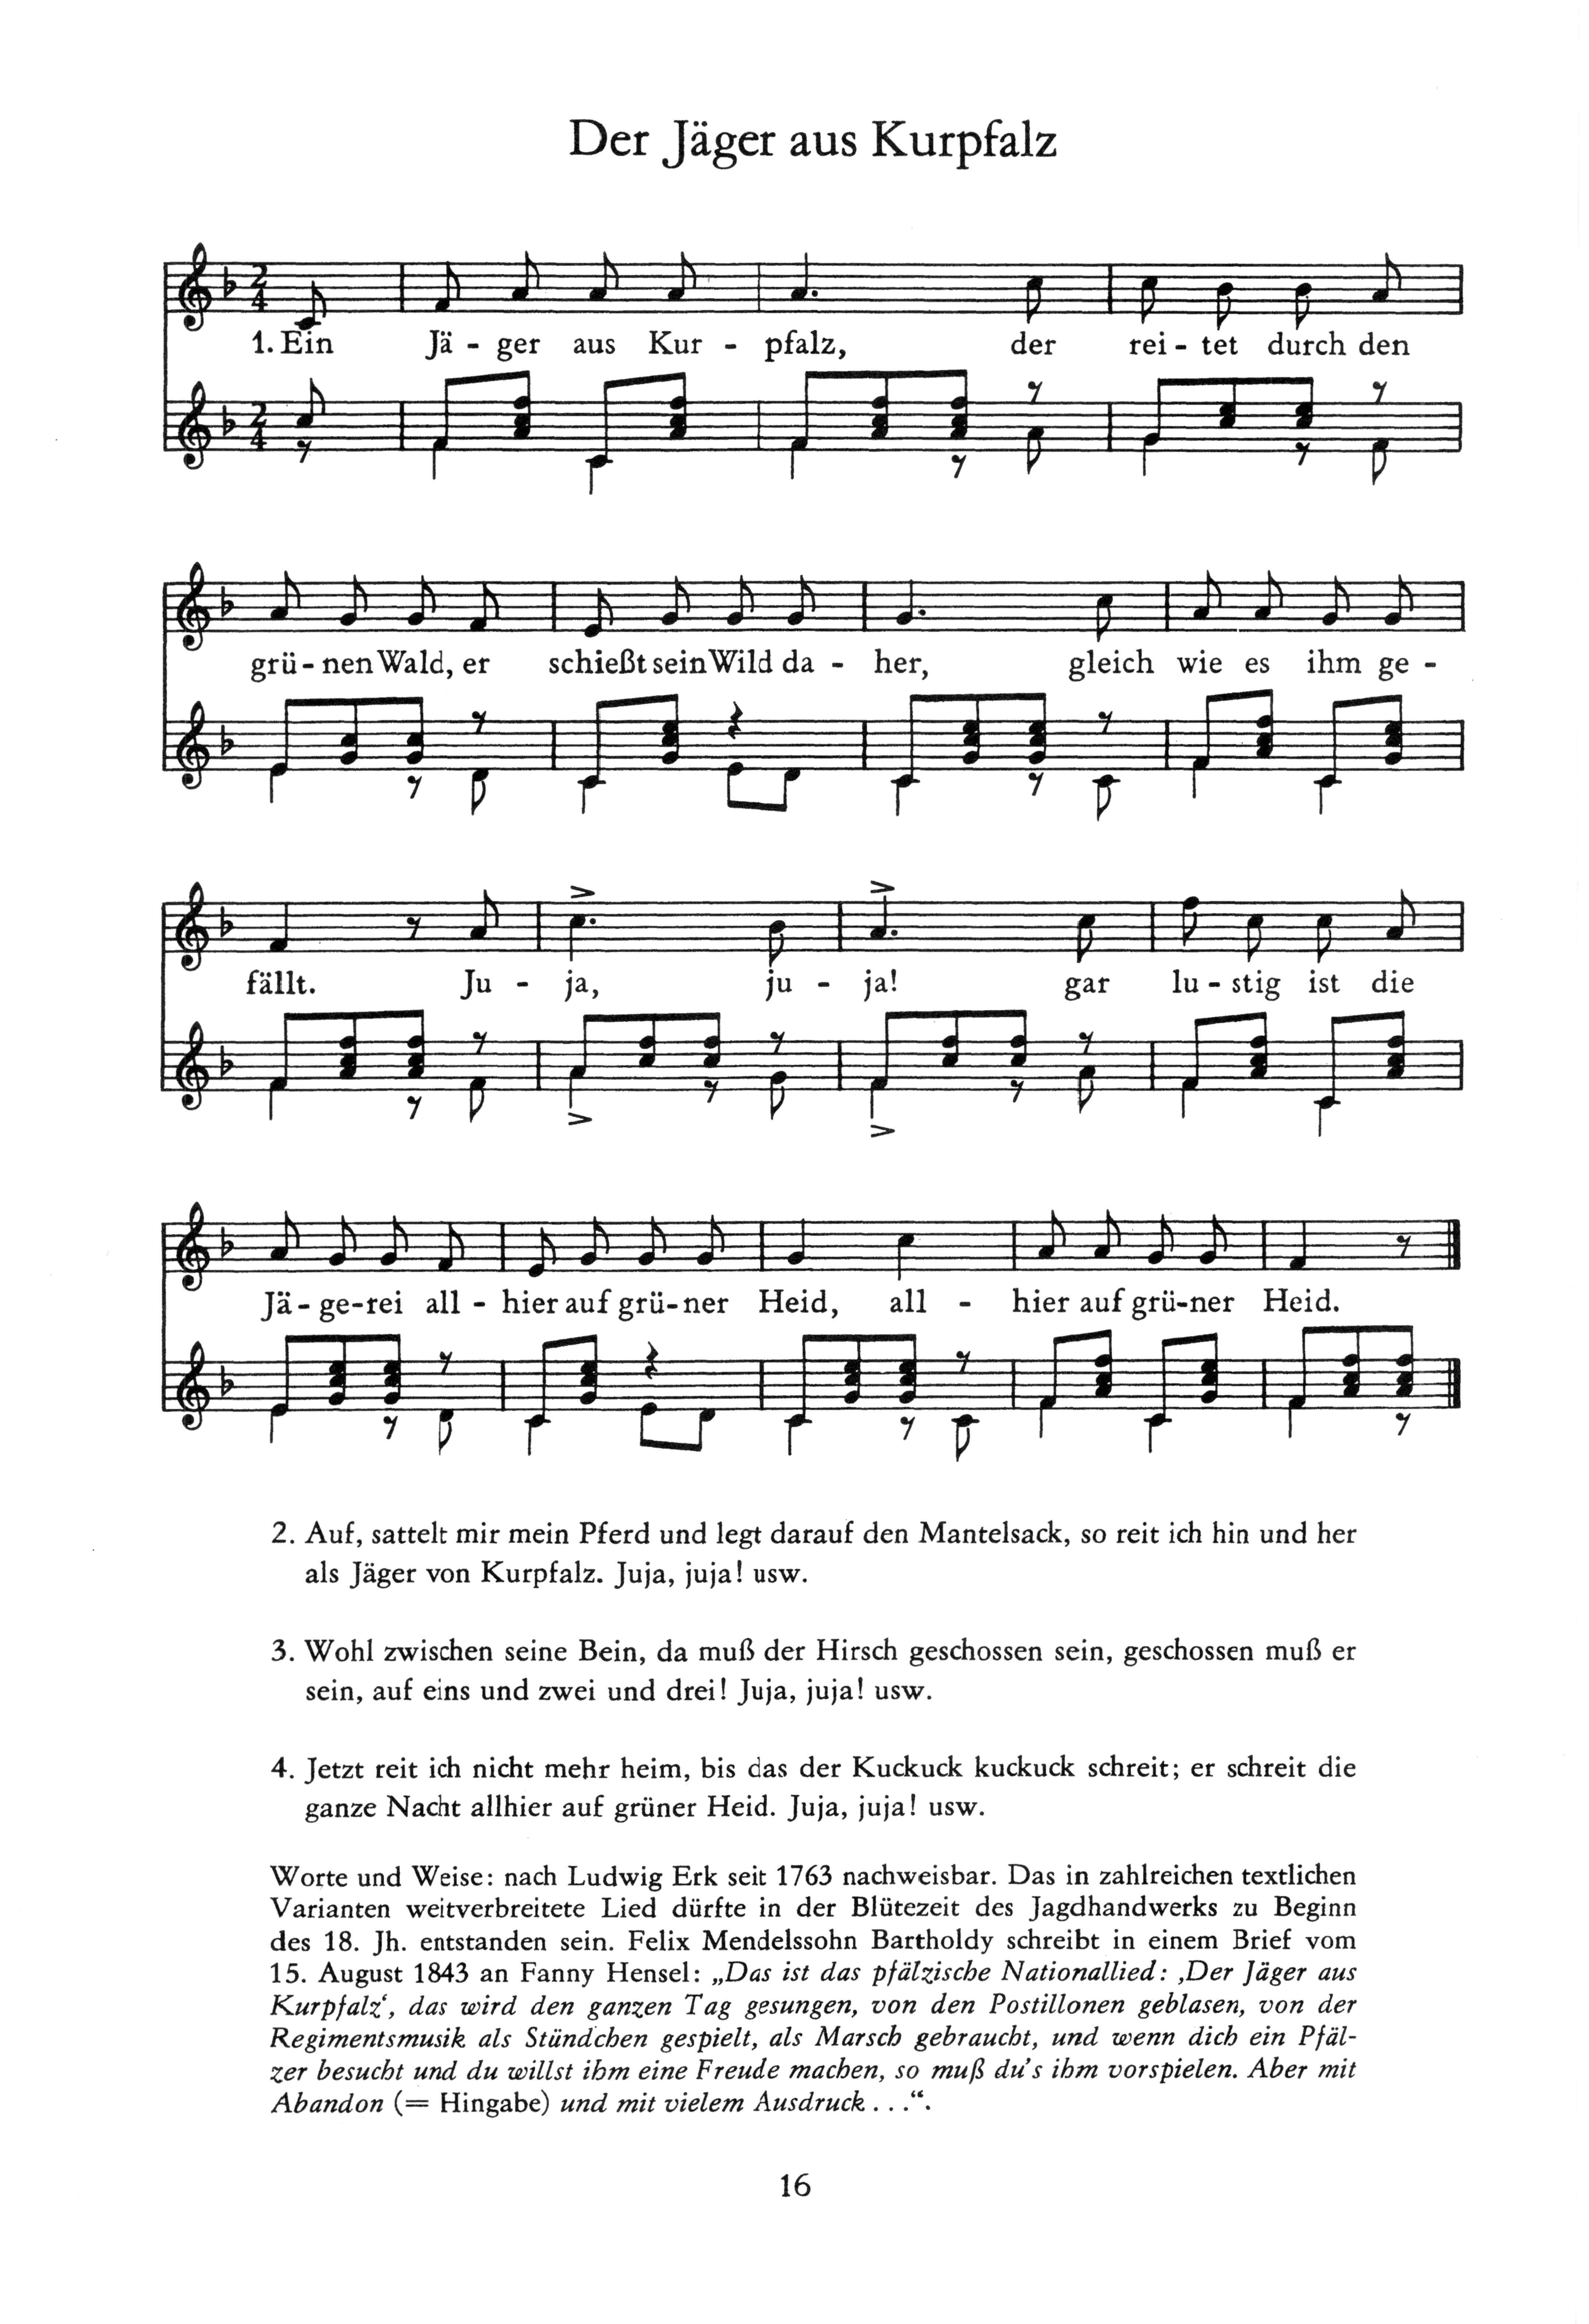 Der Jäger aus Kurpfalz
1. Ein Jä - ger aus Kur - pfalz, der rei - tet durch den
grü - nen Wald, er schießt sein Wild da - her, gleich wie es ihm ge -
fällt. Ju - ja, ju - ja! gar lu - stig ist die
Jä - ge - rei all - hier auf grü - ner Heid, all - hier auf grü - ner Heid.
2. Auf, sattelt mir mein Pferd und legt darauf den Mantelsack, so reit ich hin und her
als Jäger von Kurpfalz. Juja, juja! usw.
3. Wohl zwischen seine Bein, da muß der Hirsch geschossen sein, geschossen muß er
sein, auf eins und zwei und drei! Juja, juja! usw.
4. Jetzt reit ich nicht mehr heim, bis das der Kuckuck kuckuck schreit; er schreit die
ganze Nacht allhier auf grüner Heid. Juja, juja! usw.
Worte und Weise: nach Ludwig Erk seit 1763 nachweisbar. Das in zahlreichen textlichen
Varianten weitverbreitete Lied dürfte in der Blütezeit des Jagdhandwerks zu Beginn
des 18. Jh. entstanden sein. Felix Mendelssohn Bartholdy schreibt in einem Brief vom
15. August 1843 an Fanny Hensel: „Das ist das pfälzische Nationallied: ‚Der Jäger aus
Kurpfalz‘, das wird den ganzen Tag gesungen, von den Postillonen geblasen, von der
Regimentsmusik als Ständchen gespielt, als Marsch gebraucht, und wenn dich ein Pfäl-
zer besucht und du willst ihm eine Freude machen, so muß du's ihm vorspielen. Aber mit
Abandon (= Hingabe) und mit vielem Ausdruck . . .“.
16